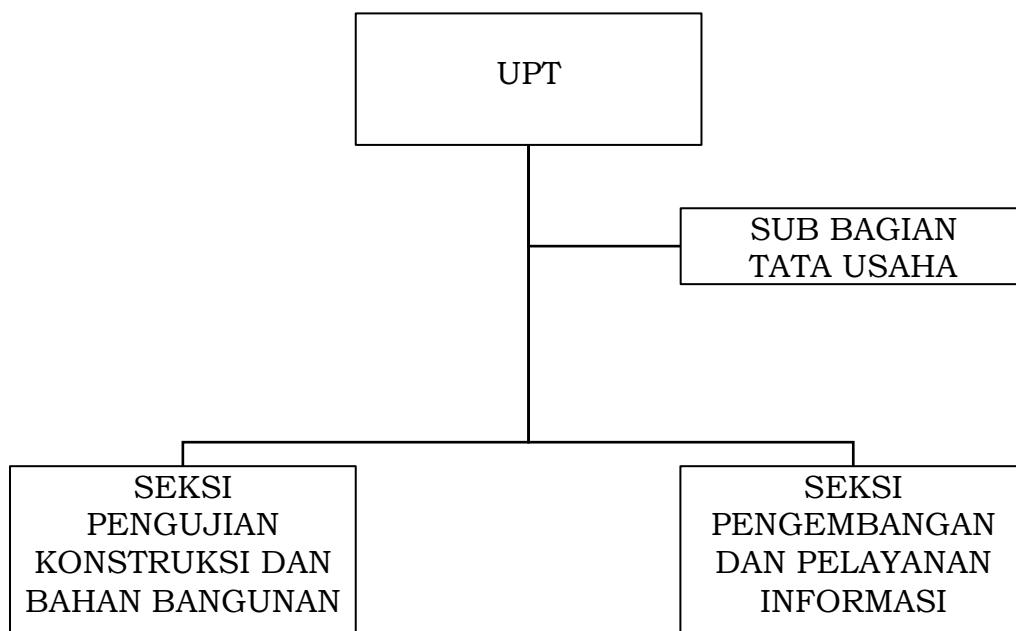 UPT
SUB BAGIAN
TATA USAHA
SEKSI
PENGUJIAN
KONSTRUKSI DAN
BAHAN BANGUNAN
SEKSI
PENGEMBANGAN
DAN PELAYANAN
INFORMASI